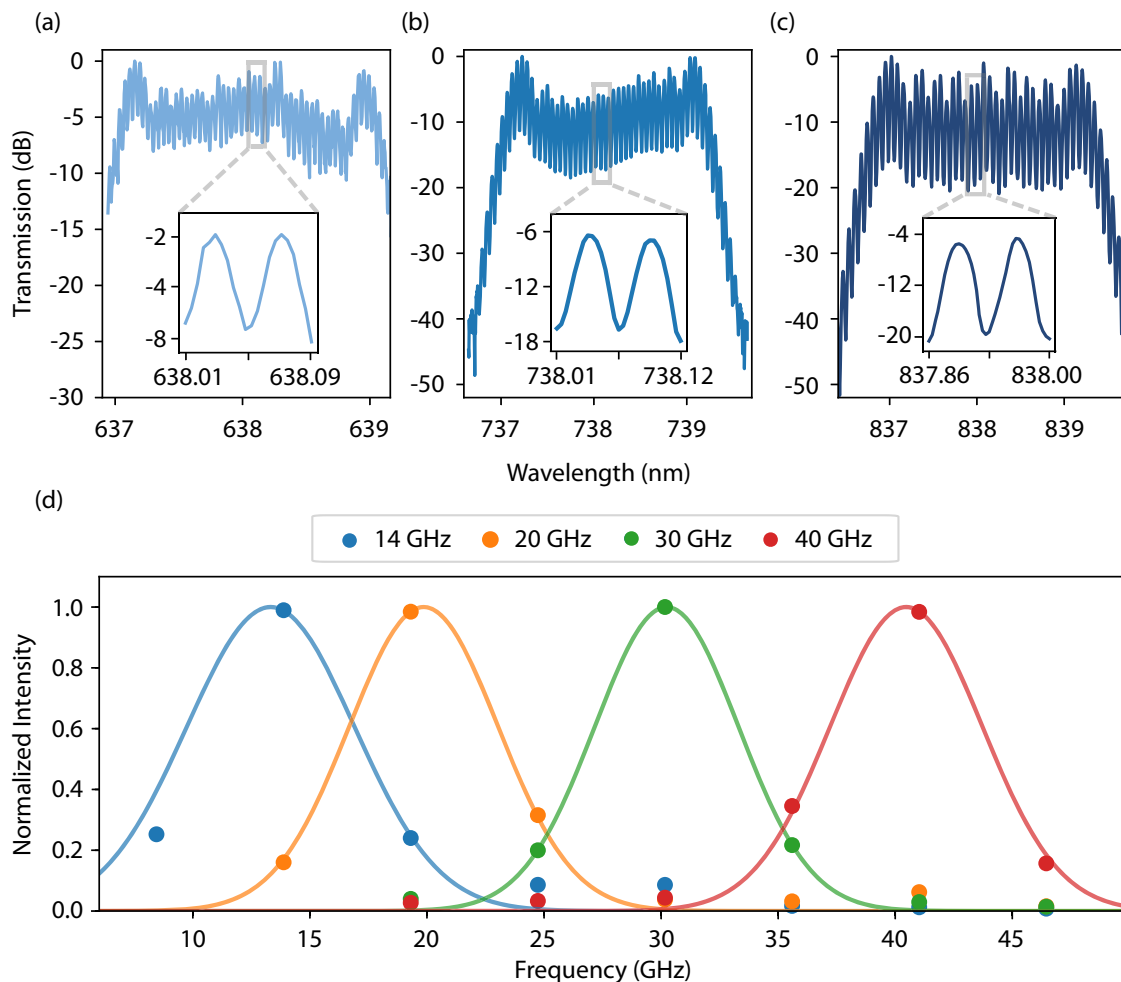 (a)
(b)
(c)
Transmission (dB)
0
-5
-10
-15
-20
-25
-30
-2
-4
-6
-8
638.01 638.09
637 638 639
0
-10
-20
-30
-40
-50
-6
-12
-18
738.01 738.12
737 738 739
0
-10
-20
-30
-40
-50
-4
-12
-20
837.86 838.00
837 838 839
Wavelength (nm)
(d)
14 GHz 20 GHz 30 GHz 40 GHz
Normalized Intensity
1.0
0.8
0.6
0.4
0.2
0.0
10 15 20 25 30 35 40 45
Frequency (GHz)